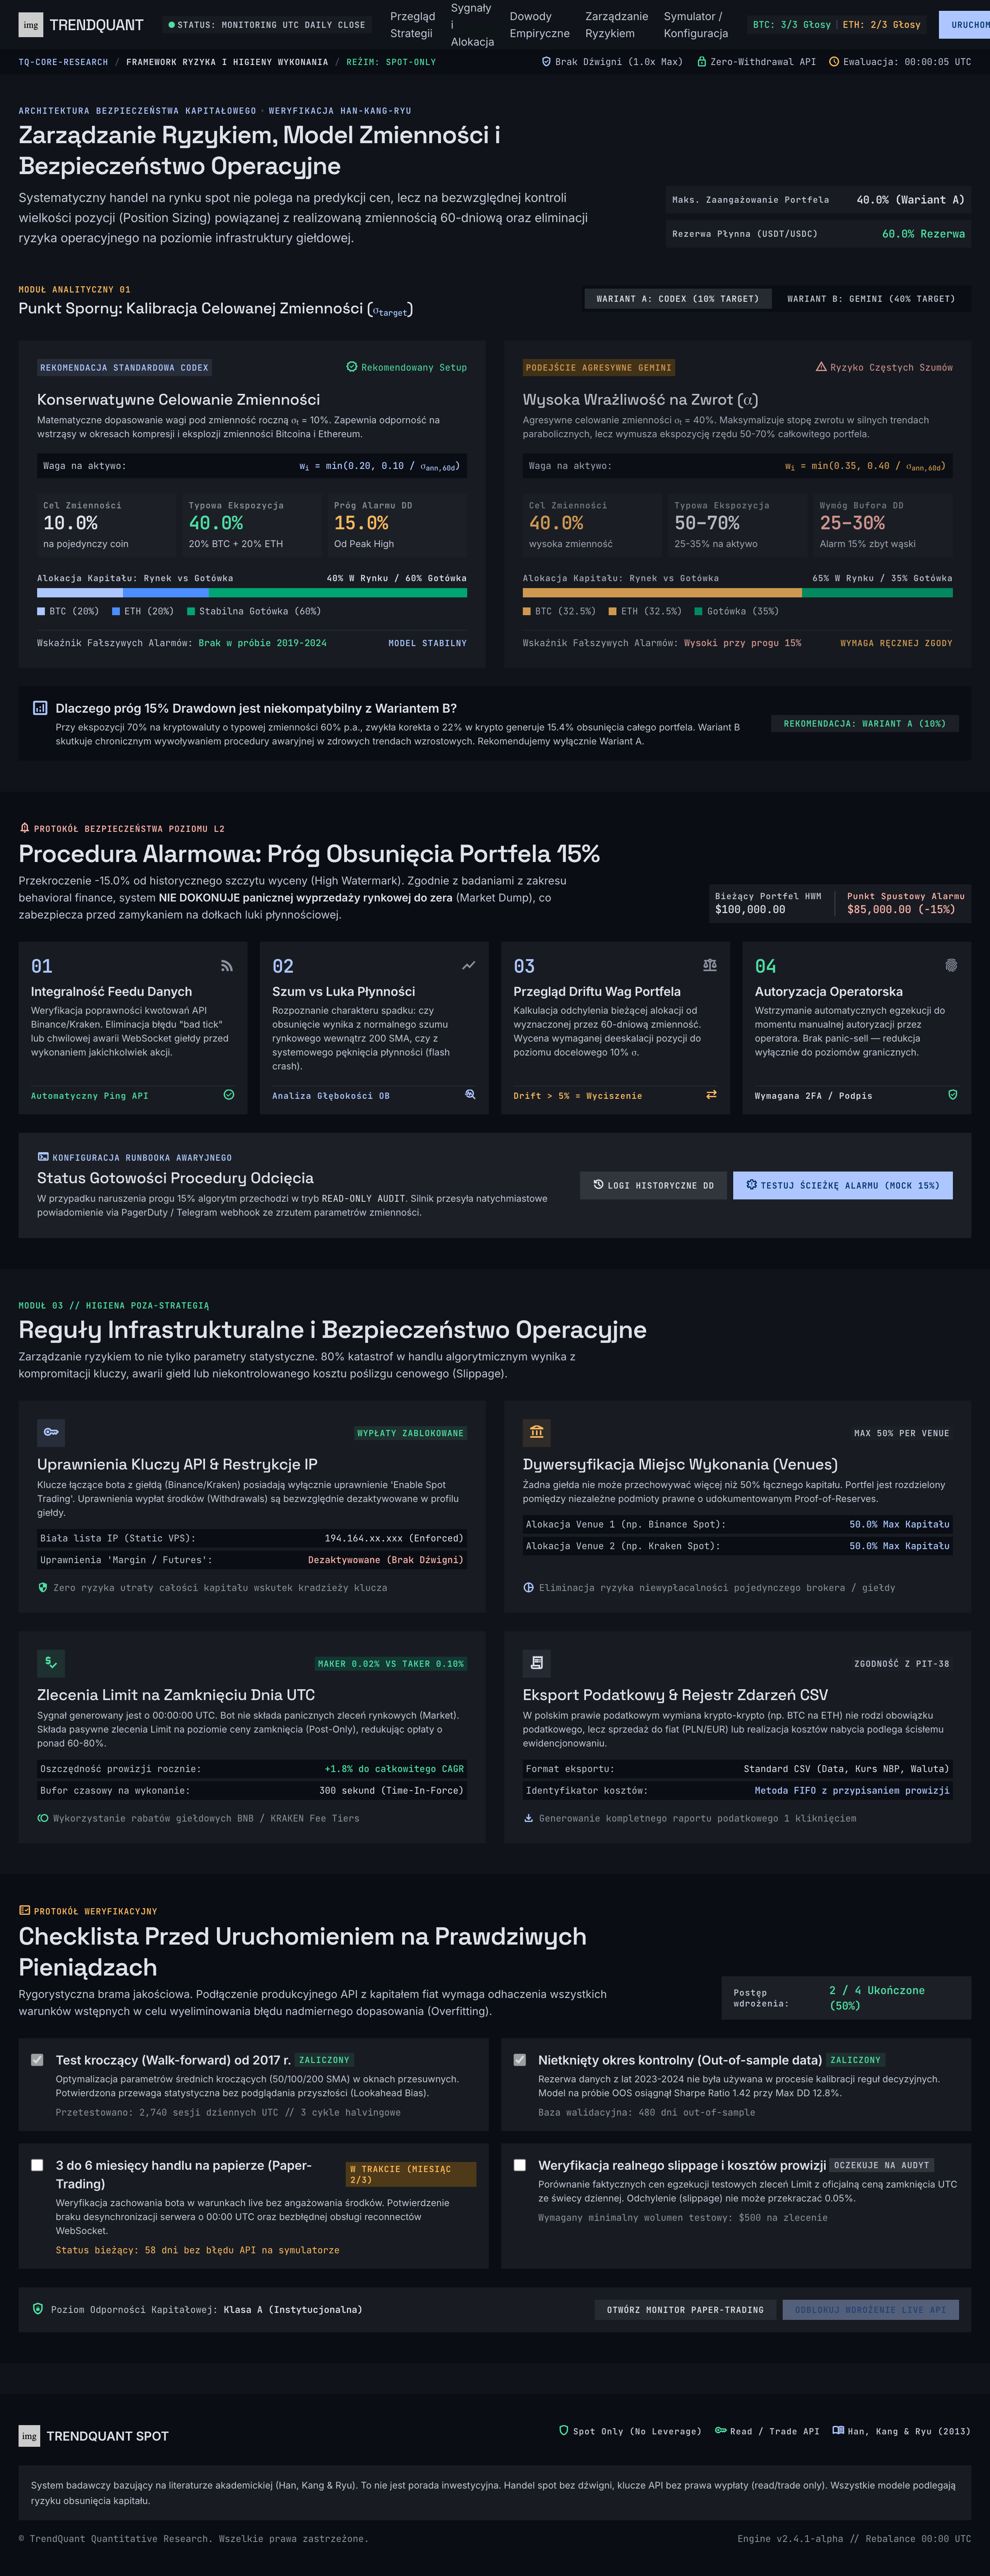 img TRENDQUANT
STATUS: MONITORING UTC DAILY CLOSE
Przegląd
Strategii
Sygnały
i
Alokacja
Dowody
Empiryczne
Zarządzanie
Ryzykiem
Symulator /
Konfiguracja
BTC: 3/3 Głosy | ETH: 2/3 Głosy
URUCHOM
TQ-CORE-RESEARCH / FRAMEWORK RYZYKA I HIGIENY WYKONANIA / REŻIM: SPOT-ONLY
Brak Dźwigni (1.0x Max) Zero-Withdrawal API Ewaluacja: 00:00:05 UTC
ARCHITEKTURA BEZPIECZEŃSTWA KAPITAŁOWEGO · WERYFIKACJA HAN-KANG-RYU
Zarządzanie Ryzykiem, Model Zmienności i
Bezpieczeństwo Operacyjne
Systematyczny handel na rynku spot nie polega na predykcji cen, lecz na bezwzględnej kontroli
wielkości pozycji (Position Sizing) powiązanej z realizowaną zmiennością 60-dniową oraz eliminacji
ryzyka operacyjnego na poziomie infrastruktury giełdowej.
Maks. Zaangażowanie Portfela 40.0% (Wariant A)
Rezerwa Płynna (USDT/USDC) 60.0% Rezerwa
MODUŁ ANALITYCZNY 01
Punkt Sporny: Kalibracja Celowanej Zmienności (σtarget)
WARIANT A: CODEX (10% TARGET) WARIANT B: GEMINI (40% TARGET)
REKOMENDACJA STANDARDOWA CODEX Rekomendowany Setup
Konserwatywne Celowanie Zmienności
Matematyczne dopasowanie wagi pod zmienność roczną σt = 10%. Zapewnia odporność na
wstrząsy w okresach kompresji i eksplozji zmienności Bitcoina i Ethereum.
Waga na aktywo: wi = min(0.20, 0.10 / σann,60d)
Cel Zmienności
10.0%
na pojedynczy coin
Typowa Ekspozycja
40.0%
20% BTC + 20% ETH
Próg Alarmu DD
15.0%
Od Peak High
Alokacja Kapitału: Rynek vs Gotówka 40% W Rynku / 60% Gotówka
BTC (20%) ETH (20%) Stabilna Gotówka (60%)
Wskaźnik Fałszywych Alarmów: Brak w próbie 2019-2024 MODEL STABILNY
PODEJŚCIE AGRESYWNE GEMINI Ryzyko Częstych Szumów
Wysoka Wrażliwość na Zwrot (α)
Agresywne celowanie zmienności σt = 40%. Maksymalizuje stopę zwrotu w silnych trendach
parabolicznych, lecz wymusza ekspozycję rzędu 50-70% całkowitego portfela.
Waga na aktywo: wi = min(0.35, 0.40 / σann,60d)
Cel Zmienności
40.0%
wysoka zmienność
Typowa Ekspozycja
50–70%
25-35% na aktywo
Wymóg Bufora DD
25–30%
Alarm 15% zbyt wąski
Alokacja Kapitału: Rynek vs Gotówka 65% W Rynku / 35% Gotówka
BTC (32.5%) ETH (32.5%) Gotówka (35%)
Wskaźnik Fałszywych Alarmów: Wysoki przy progu 15% WYMAGA RĘCZNEJ ZGODY
Dlaczego próg 15% Drawdown jest niekompatybilny z Wariantem B?
Przy ekspozycji 70% na kryptowaluty o typowej zmienności 60% p.a., zwykła korekta o 22% w krypto generuje 15.4% obsunięcia całego portfela. Wariant B
skutkuje chronicznym wywoływaniem procedury awaryjnej w zdrowych trendach wzrostowych. Rekomendujemy wyłącznie Wariant A.
REKOMENDACJA: WARIANT A (10%)
PROTOKÓŁ BEZPIECZEŃSTWA POZIOMU L2
Procedura Alarmowa: Próg Obsunięcia Portfela 15%
Przekroczenie -15.0% od historycznego szczytu wyceny (High Watermark). Zgodnie z badaniami z zakresu
behavioral finance, system NIE DOKONUJE panicznej wyprzedaży rynkowej do zera (Market Dump), co
zabezpiecza przed zamykaniem na dołkach luki płynnościowej.
Bieżący Portfel HWM
$100,000.00
Punkt Spustowy Alarmu
$85,000.00 (-15%)
01
Integralność Feedu Danych
Weryfikacja poprawności kwotowań API
Binance/Kraken. Eliminacja błędu "bad tick"
lub chwilowej awarii WebSocket giełdy przed
wykonaniem jakichkolwiek akcji.
Automatyczny Ping API
02
Szum vs Luka Płynności
Rozpoznanie charakteru spadku: czy
obsunięcie wynika z normalnego szumu
rynkowego wewnątrz 200 SMA, czy z
systemowego pęknięcia płynności (flash
crash).
Analiza Głębokości OB
03
Przegląd Driftu Wag Portfela
Kalkulacja odchylenia bieżącej alokacji od
wyznaczonej przez 60-dniową zmienność.
Wycena wymaganej deeskalacji pozycji do
poziomu docelowego 10% σ.
Drift > 5% = Wyciszenie
04
Autoryzacja Operatorska
Wstrzymanie automatycznych egzekucji do
momentu manualnej autoryzacji przez
operatora. Brak panic-sell — redukcja
wyłącznie do poziomów granicznych.
Wymagana 2FA / Podpis
KONFIGURACJA RUNBOOKA AWARYJNEGO
Status Gotowości Procedury Odcięcia
W przypadku naruszenia progu 15% algorytm przechodzi w tryb READ-ONLY AUDIT. Silnik przesyła natychmiastowe
powiadomienie via PagerDuty / Telegram webhook ze zrzutem parametrów zmienności.
LOGI HISTORYCZNE DD TESTUJ ŚCIEŻKĘ ALARMU (MOCK 15%)
MODUŁ 03 // HIGIENA POZA-STRATEGIĄ
Reguły Infrastrukturalne i Bezpieczeństwo Operacyjne
Zarządzanie ryzykiem to nie tylko parametry statystyczne. 80% katastrof w handlu algorytmicznym wynika z
kompromitacji kluczy, awarii giełd lub niekontrolowanego kosztu poślizgu cenowego (Slippage).
WYPŁATY ZABLOKOWANE
Uprawnienia Kluczy API & Restrykcje IP
Klucze łączące bota z giełdą (Binance/Kraken) posiadają wyłącznie uprawnienie 'Enable Spot
Trading'. Uprawnienia wypłat środków (Withdrawals) są bezwzględnie dezaktywowane w profilu
giełdy.
Biała lista IP (Static VPS): 194.164.xx.xxx (Enforced)
Uprawnienia 'Margin / Futures': Dezaktywowane (Brak Dźwigni)
Zero ryzyka utraty całości kapitału wskutek kradzieży klucza
MAX 50% PER VENUE
Dywersyfikacja Miejsc Wykonania (Venues)
Żadna giełda nie może przechowywać więcej niż 50% łącznego kapitału. Portfel jest rozdzielony
pomiędzy niezależne podmioty prawne o udokumentowanym Proof-of-Reserves.
Alokacja Venue 1 (np. Binance Spot): 50.0% Max Kapitału
Alokacja Venue 2 (np. Kraken Spot): 50.0% Max Kapitału
Eliminacja ryzyka niewypłacalności pojedynczego brokera / giełdy
MAKER 0.02% VS TAKER 0.10%
Zlecenia Limit na Zamknięciu Dnia UTC
Sygnał generowany jest o 00:00:00 UTC. Bot nie składa panicznych zleceń rynkowych (Market).
Składa pasywne zlecenia Limit na poziomie ceny zamknięcia (Post-Only), redukując opłaty o
ponad 60-80%.
Oszczędność prowizji rocznie: +1.8% do całkowitego CAGR
Bufor czasowy na wykonanie: 300 sekund (Time-In-Force)
Wykorzystanie rabatów giełdowych BNB / KRAKEN Fee Tiers
ZGODNOŚĆ Z PIT-38
Eksport Podatkowy & Rejestr Zdarzeń CSV
W polskim prawie podatkowym wymiana krypto-krypto (np. BTC na ETH) nie rodzi obowiązku
podatkowego, lecz sprzedaż do fiat (PLN/EUR) lub realizacja kosztów nabycia podlega ścisłemu
ewidencjonowaniu.
Format eksportu: Standard CSV (Data, Kurs NBP, Waluta)
Identyfikator kosztów: Metoda FIFO z przypisaniem prowizji
Generowanie kompletnego raportu podatkowego 1 kliknięciem
PROTOKÓŁ WERYFIKACYJNY
Checklista Przed Uruchomieniem na Prawdziwych
Pieniądzach
Rygorystyczna brama jakościowa. Podłączenie produkcyjnego API z kapitałem fiat wymaga odhaczenia wszystkich
warunków wstępnych w celu wyeliminowania błędu nadmiernego dopasowania (Overfitting).
Postęp
wdrożenia:
2 / 4 Ukończone
(50%)
Test kroczący (Walk-forward) od 2017 r. ZALICZONY
Optymalizacja parametrów średnich kroczących (50/100/200 SMA) w oknach przesuwnych.
Potwierdzona przewaga statystyczna bez podglądania przyszłości (Lookahead Bias).
Przetestowano: 2,740 sesji dziennych UTC // 3 cykle halvingowe
Nietknięty okres kontrolny (Out-of-sample data) ZALICZONY
Rezerwa danych z lat 2023-2024 nie była używana w procesie kalibracji reguł decyzyjnych.
Model na próbie OOS osiągnął Sharpe Ratio 1.42 przy Max DD 12.8%.
Baza walidacyjna: 480 dni out-of-sample
3 do 6 miesięcy handlu na papierze (Paper-
Trading)
W TRAKCIE (MIESIĄC
2/3)
Weryfikacja zachowania bota w warunkach live bez angażowania środków. Potwierdzenie
braku desynchronizacji serwera o 00:00 UTC oraz bezbłędnej obsługi reconnectów
WebSocket.
Status bieżący: 58 dni bez błędu API na symulatorze
Weryfikacja realnego slippage i kosztów prowizji OCZEKUJE NA AUDYT
Porównanie faktycznych cen egzekucji testowych zleceń Limit z oficjalną ceną zamknięcia UTC
ze świecy dziennej. Odchylenie (slippage) nie może przekraczać 0.05%.
Wymagany minimalny wolumen testowy: $500 na zlecenie
Poziom Odporności Kapitałowej: Klasa A (Instytucjonalna)
OTWÓRZ MONITOR PAPER-TRADING ODBLOKUJ WDROŻENIE LIVE API
img TRENDQUANT SPOT
Spot Only (No Leverage) Read / Trade API Han, Kang & Ryu (2013)
System badawczy bazujący na literaturze akademickiej (Han, Kang & Ryu). To nie jest porada inwestycyjna. Handel spot bez dźwigni, klucze API bez prawa wypłaty (read/trade only). Wszystkie modele podlegają
ryzyku obsunięcia kapitału.
© TrendQuant Quantitative Research. Wszelkie prawa zastrzeżone.
Engine v2.4.1-alpha // Rebalance 00:00 UTC